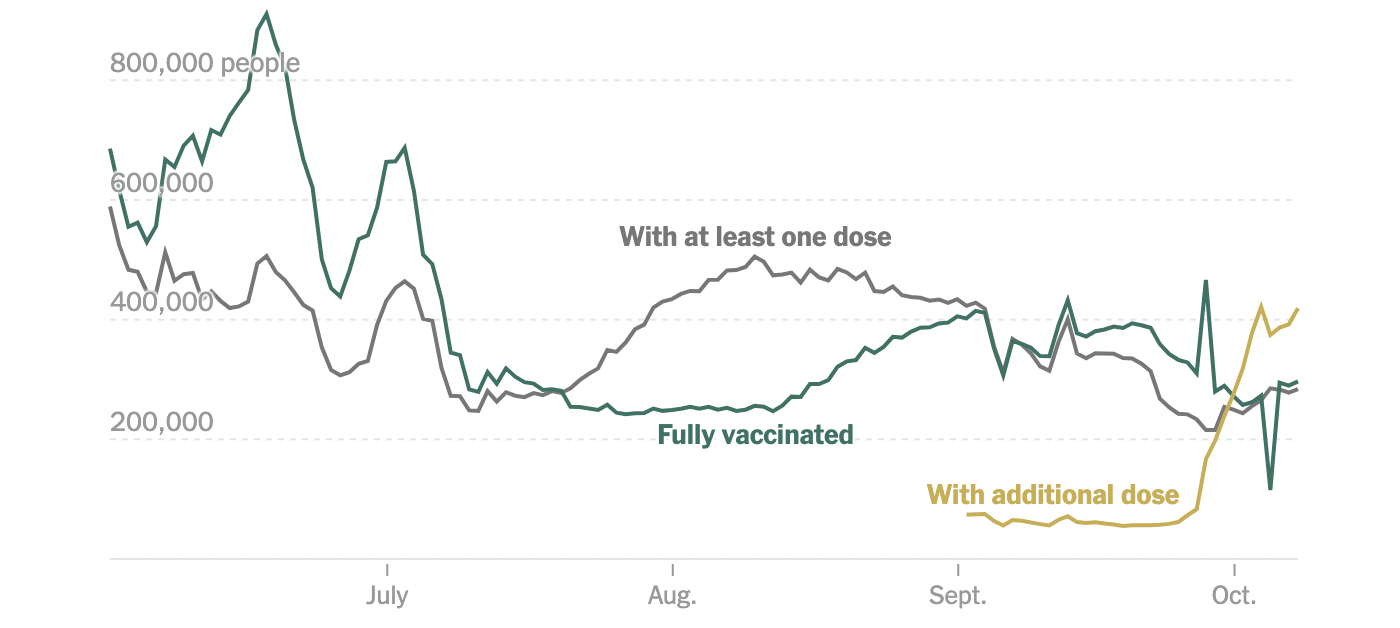 800,000 people
600,000
With at least one dose
400,000
200,000
Fully vaccinated
With additional dose
July
Aug.
Sept.
Oct.